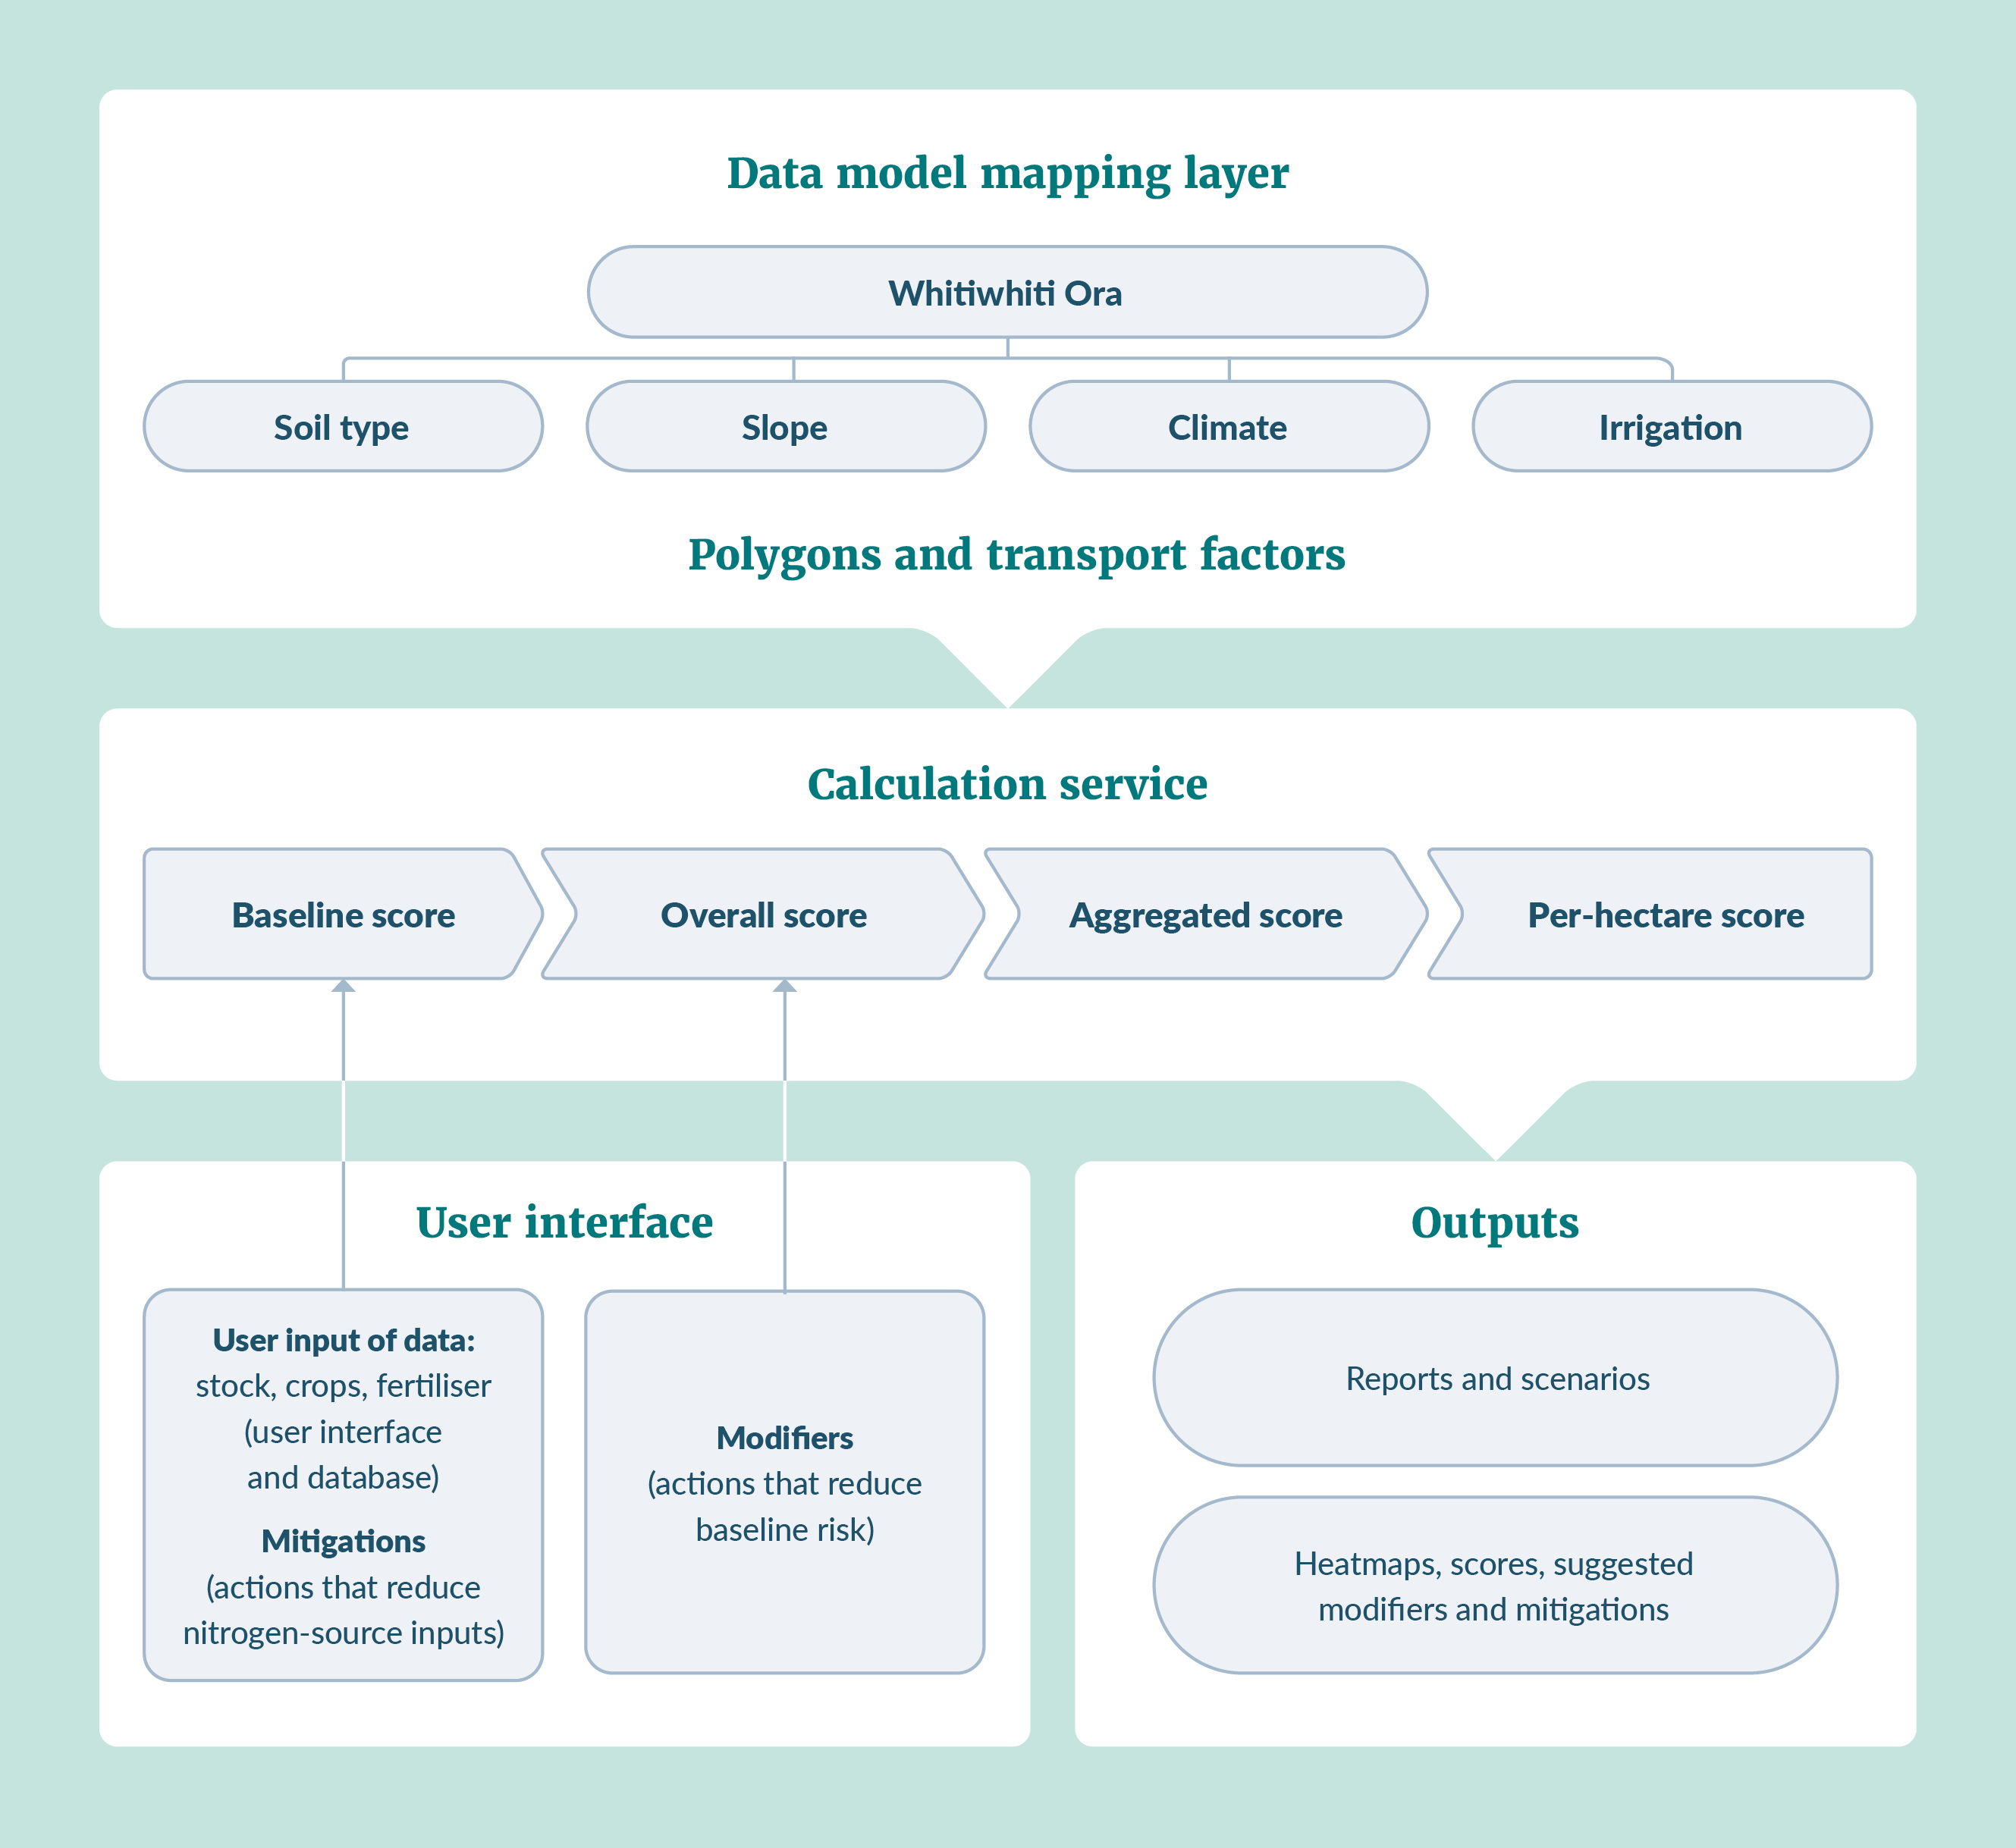 Data model mapping layer
Whitiwhiti Ora
Soil type
Slope
Climate
Irrigation
Polygons and transport factors
Calculation service
Baseline score
Overall score
Aggregated score
Per-hectare score
User interface
User input of data:
stock, crops, fertiliser
(user interface
and database)
Mitigations
(actions that reduce
nitrogen-source inputs)
Modifiers
(actions that reduce
baseline risk)
Outputs
Reports and scenarios
Heatmaps, scores, suggested
modifiers and mitigations